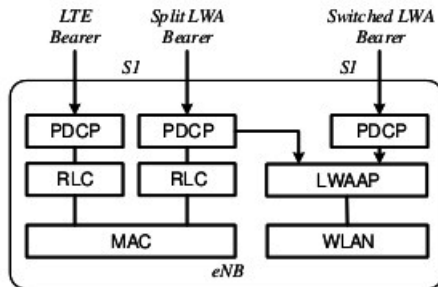 LTE Bearer
Split LWA Bearer
Switched LWA Bearer
S1
S1
PDCP
PDCP
PDCP
RLC
RLC
LWAAP
MAC
WLAN
eNB